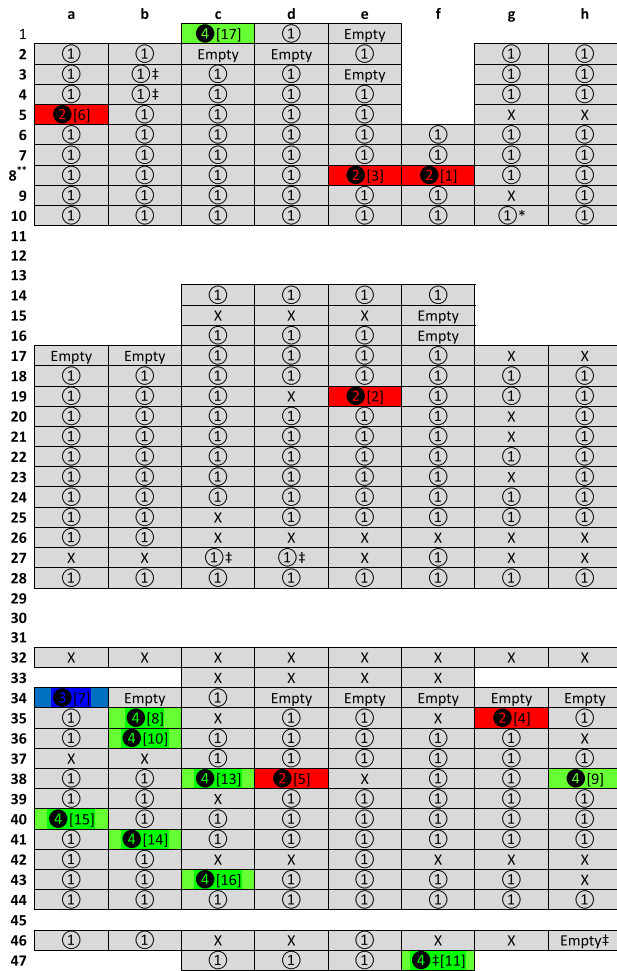 a b c d e f g h
1 ❹[17] ① Empty
2 ① ① Empty Empty ① ① ①
3 ① ①‡ ① ① Empty ① ①
4 ① ①‡ ① ① ① ① ①
5 ❷[6] ① ① ① ① X X
6 ① ① ① ① ① ① ① ①
7 ① ① ① ① ① ① ① ①
8** ① ① ① ① ❷[3] ❷[1] ① ①
9 ① ① ① ① ① ① X ①
10 ① ① ① ① ① ① ①* ①
11
12
13
14 ① ① ① ①
15 X X X Empty
16 ① ① ① Empty
17 Empty Empty ① ① ① ① X X
18 ① ① ① ① ① ① ① ①
19 ① ① ① X ❷[2] ① ① ①
20 ① ① ① ① ① ① X ①
21 ① ① ① ① ① ① X ①
22 ① ① ① ① ① ① ① ①
23 ① ① ① ① ① ① X ①
24 ① ① ① ① ① ① ① ①
25 ① ① X ① ① ① ① ①
26 ① ① X X X X X X
27 X X ①‡ ①‡ X ① X X
28 ① ① ① ① ① ① ① ①
29
30
31
32 X X X X X X X X
33 X X X X
34 ❸[7] Empty ① Empty Empty Empty Empty Empty
35 ① ❹[8] X ① ① X ❷[4] ①
36 ① ❹[10] ① ① ① ① ① X
37 X X ① ① ① ① ① ①
38 ① ① ❹[13] ❷[5] X ① ① ❹[9]
39 ① ① X ① ① ① ① ①
40 ❹[15] ① ① ① ① ① ① ①
41 ① ❹[14] ① ① ① ① ① ①
42 ① ① X X ① X X X
43 ① ① ❹[16] ① ① ① ① X
44 ① ① ① ① ① ① ① ①
45
46 ① ① X X ① X X Empty‡
47 ① ① ① ❹‡[11]